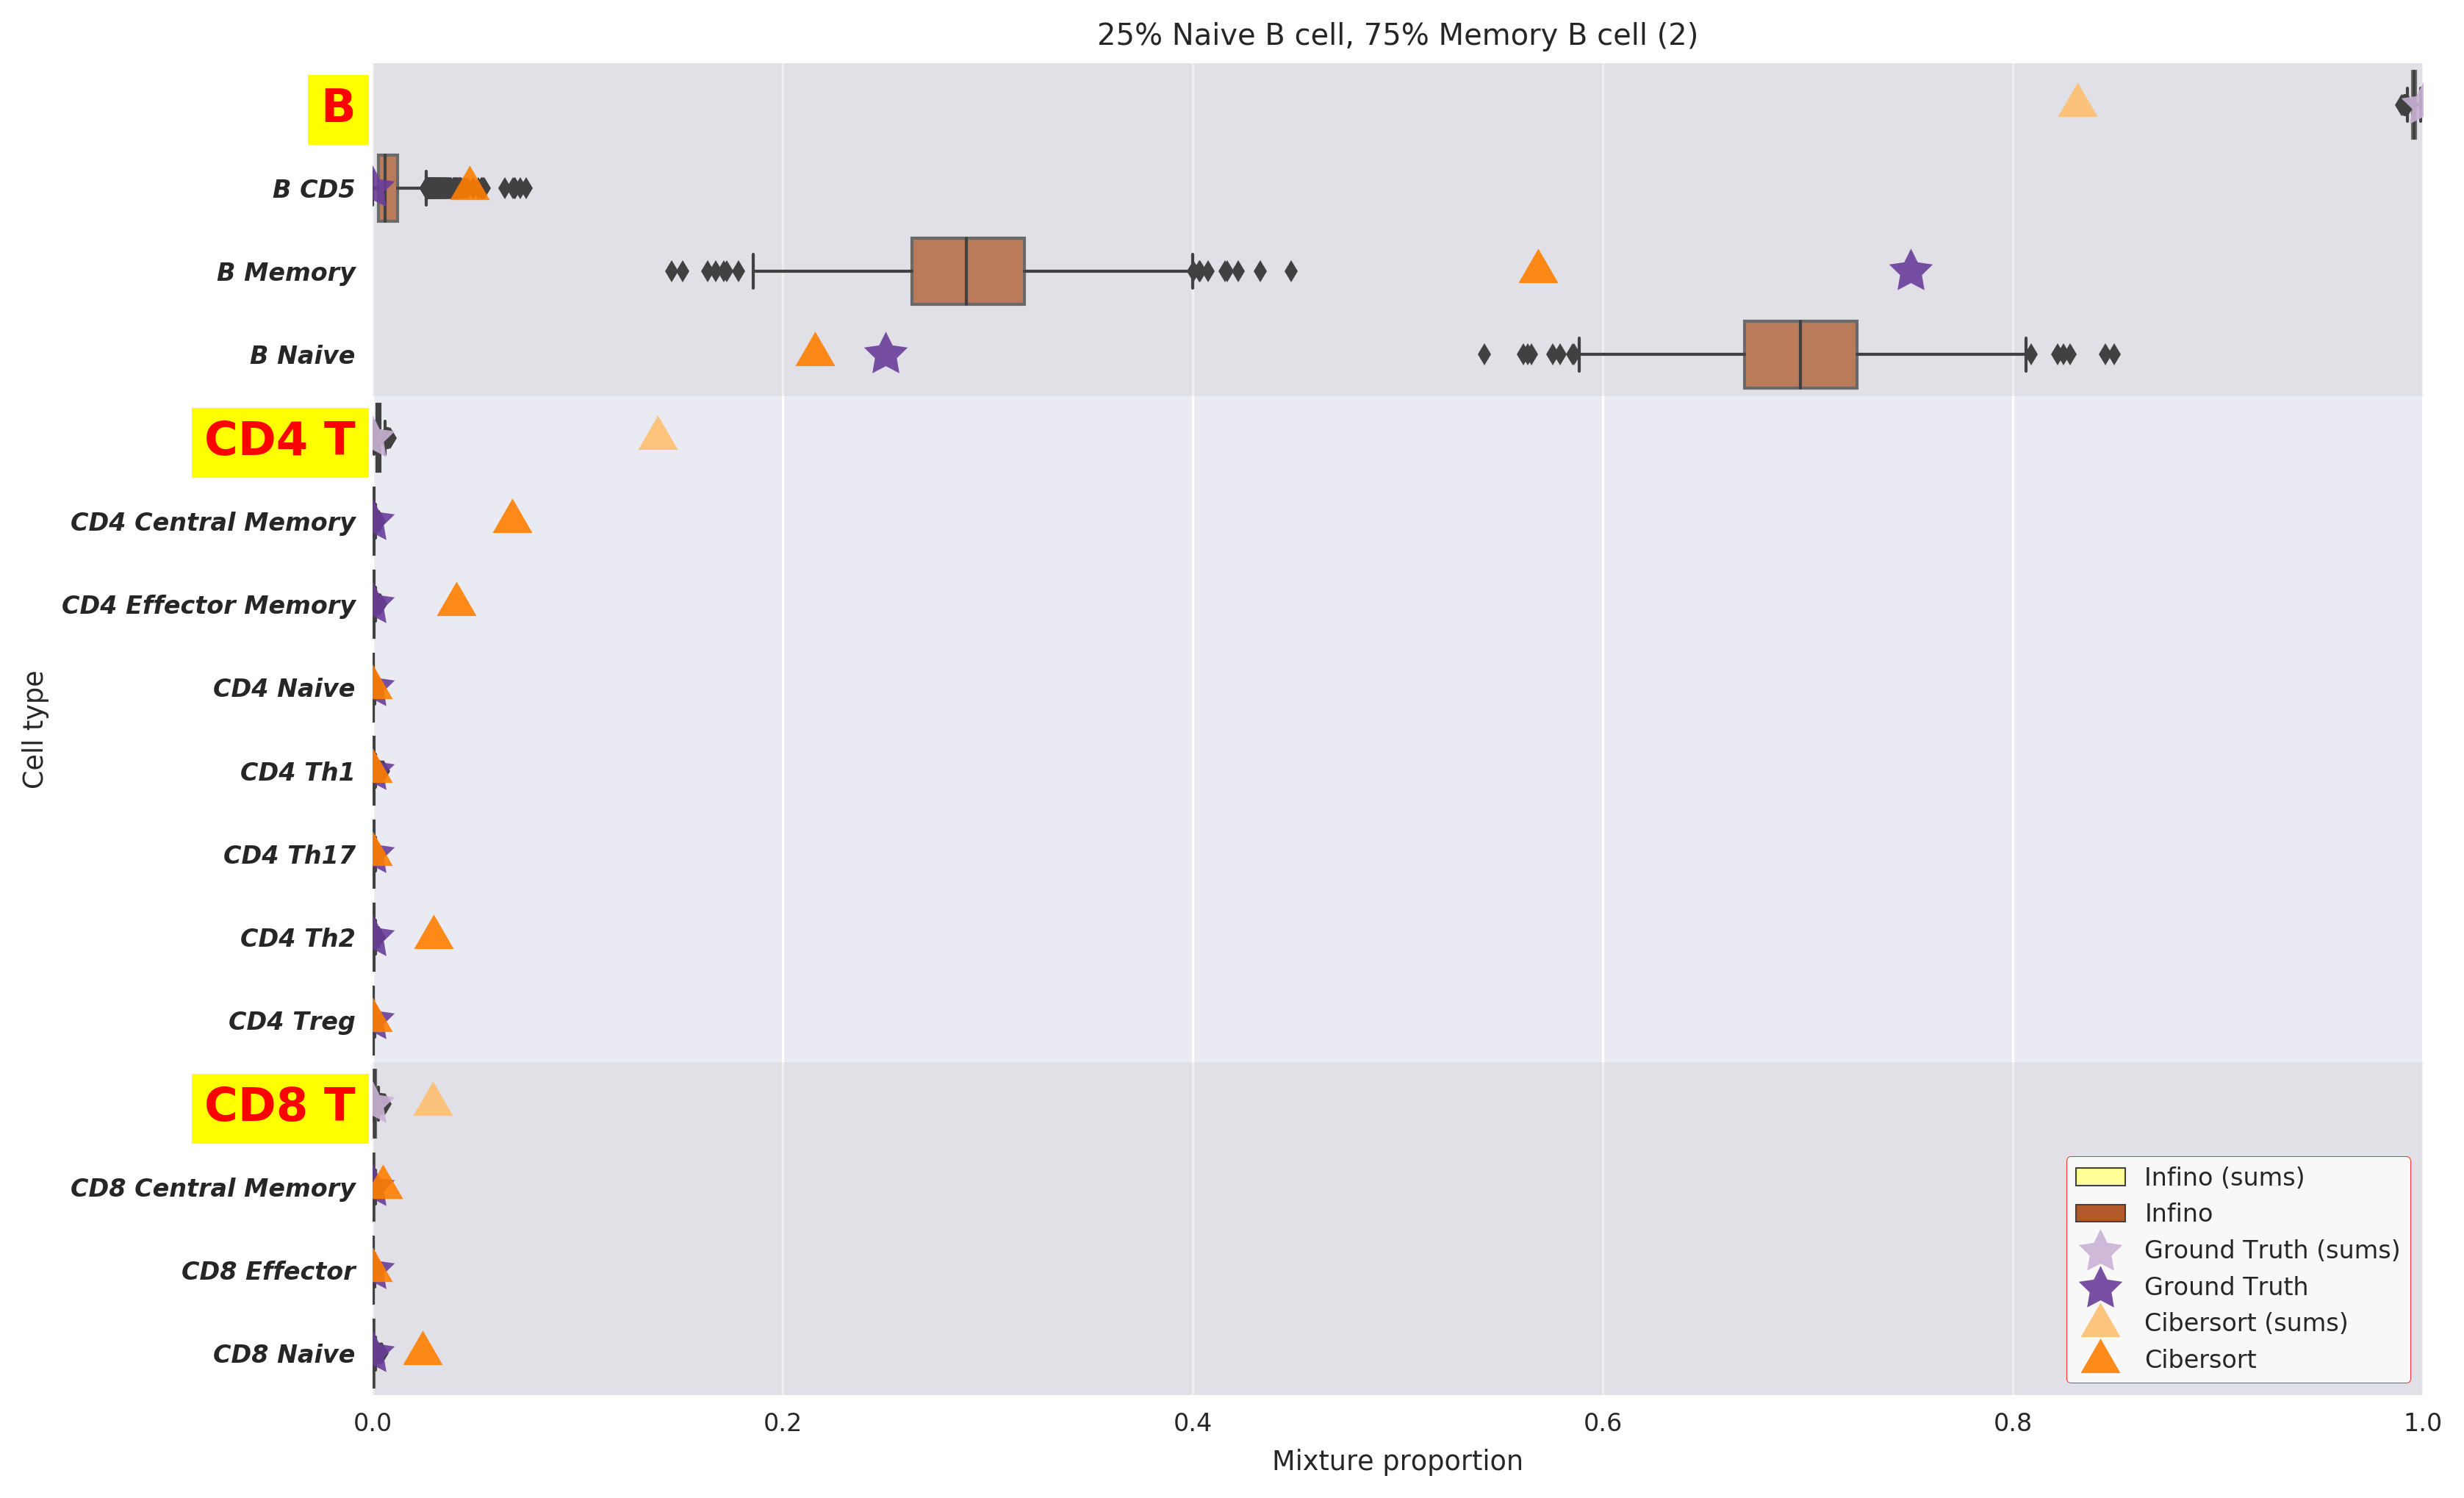 25% Naive B cell, 75% Memory B cell (2)
B
B CD5
B Memory
B Naive
CD4 T
CD4 Central Memory
CD4 Effector Memory
CD4 Naive
CD4 Th1
CD4 Th17
CD4 Th2
CD4 Treg
CD8 T
CD8 Central Memory
CD8 Effector
CD8 Naive
Cell type
Infino (sums)
Infino
Ground Truth (sums)
Ground Truth
Cibersort (sums)
Cibersort
0.0 0.2 0.4 0.6 0.8 1.0
Mixture proportion